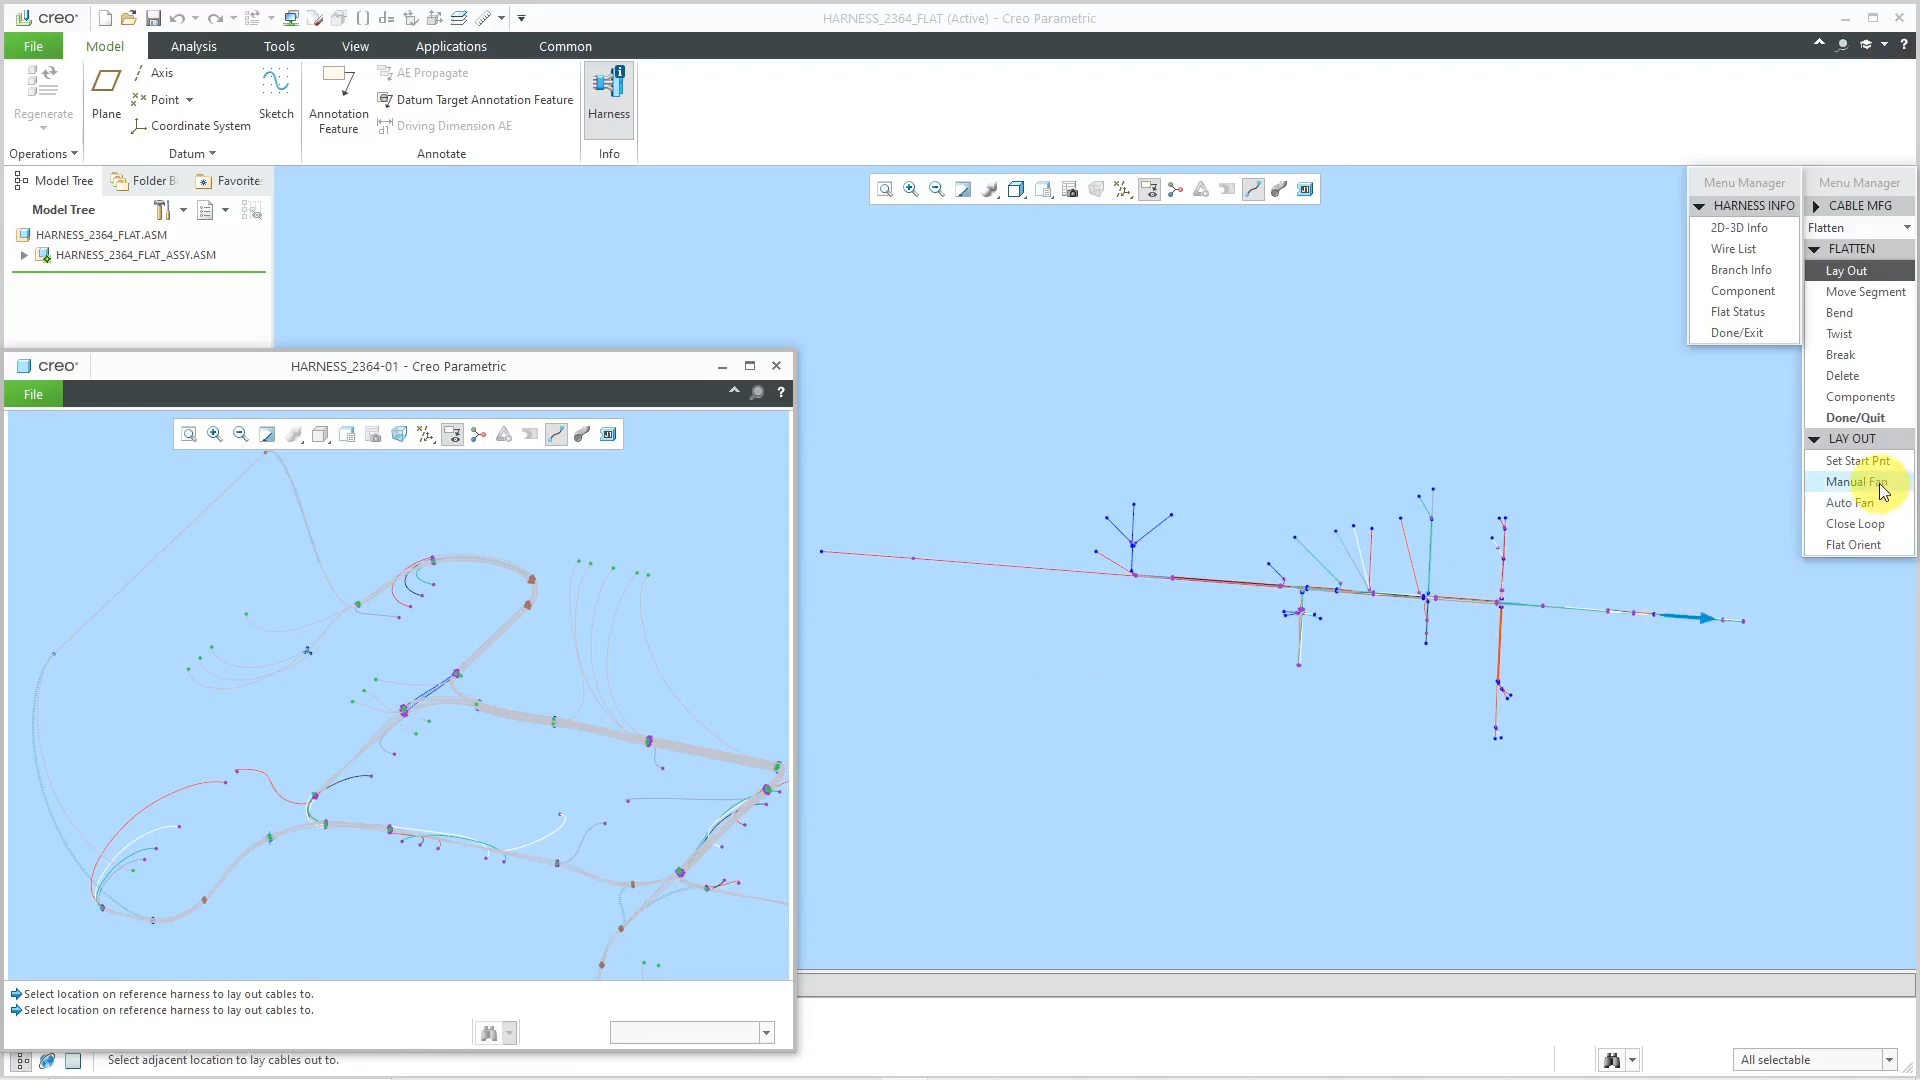 creo
HARNESS_2364_FLAT (Active) - Creo Parametric
File
Model
Analysis
Tools
View
Applications
Common
?
Regenerate
Plane
Axis
Point
Coordinate System
Sketch
Annotation
Feature
AE Propagate
Datum Target Annotation Feature
Driving Dimension AE
Harness
Operations
Datum
Annotate
Info
Model Tree
Folder B
Favorite
Model Tree
HARNESS_2364_FLAT.ASM
HARNESS_2364_FLAT_ASSY.ASM
Menu Manager
HARNESS INFO
2D-3D Info
Wire List
Branch Info
Component
Flat Status
Done/Exit
Menu Manager
CABLE MFG
Flatten
FLATTEN
Lay Out
Move Segment
Bend
Twist
Break
Delete
Components
Done/Quit
LAY OUT
Set Start Pnt
Manual Fan
Auto Fan
Close Loop
Flat Orient
creo
HARNESS_2364-01 - Creo Parametric
File
?
Select location on reference harness to lay out cables to.
Select location on reference harness to lay out cables to.
Select adjacent location to lay cables out to.
All selectable